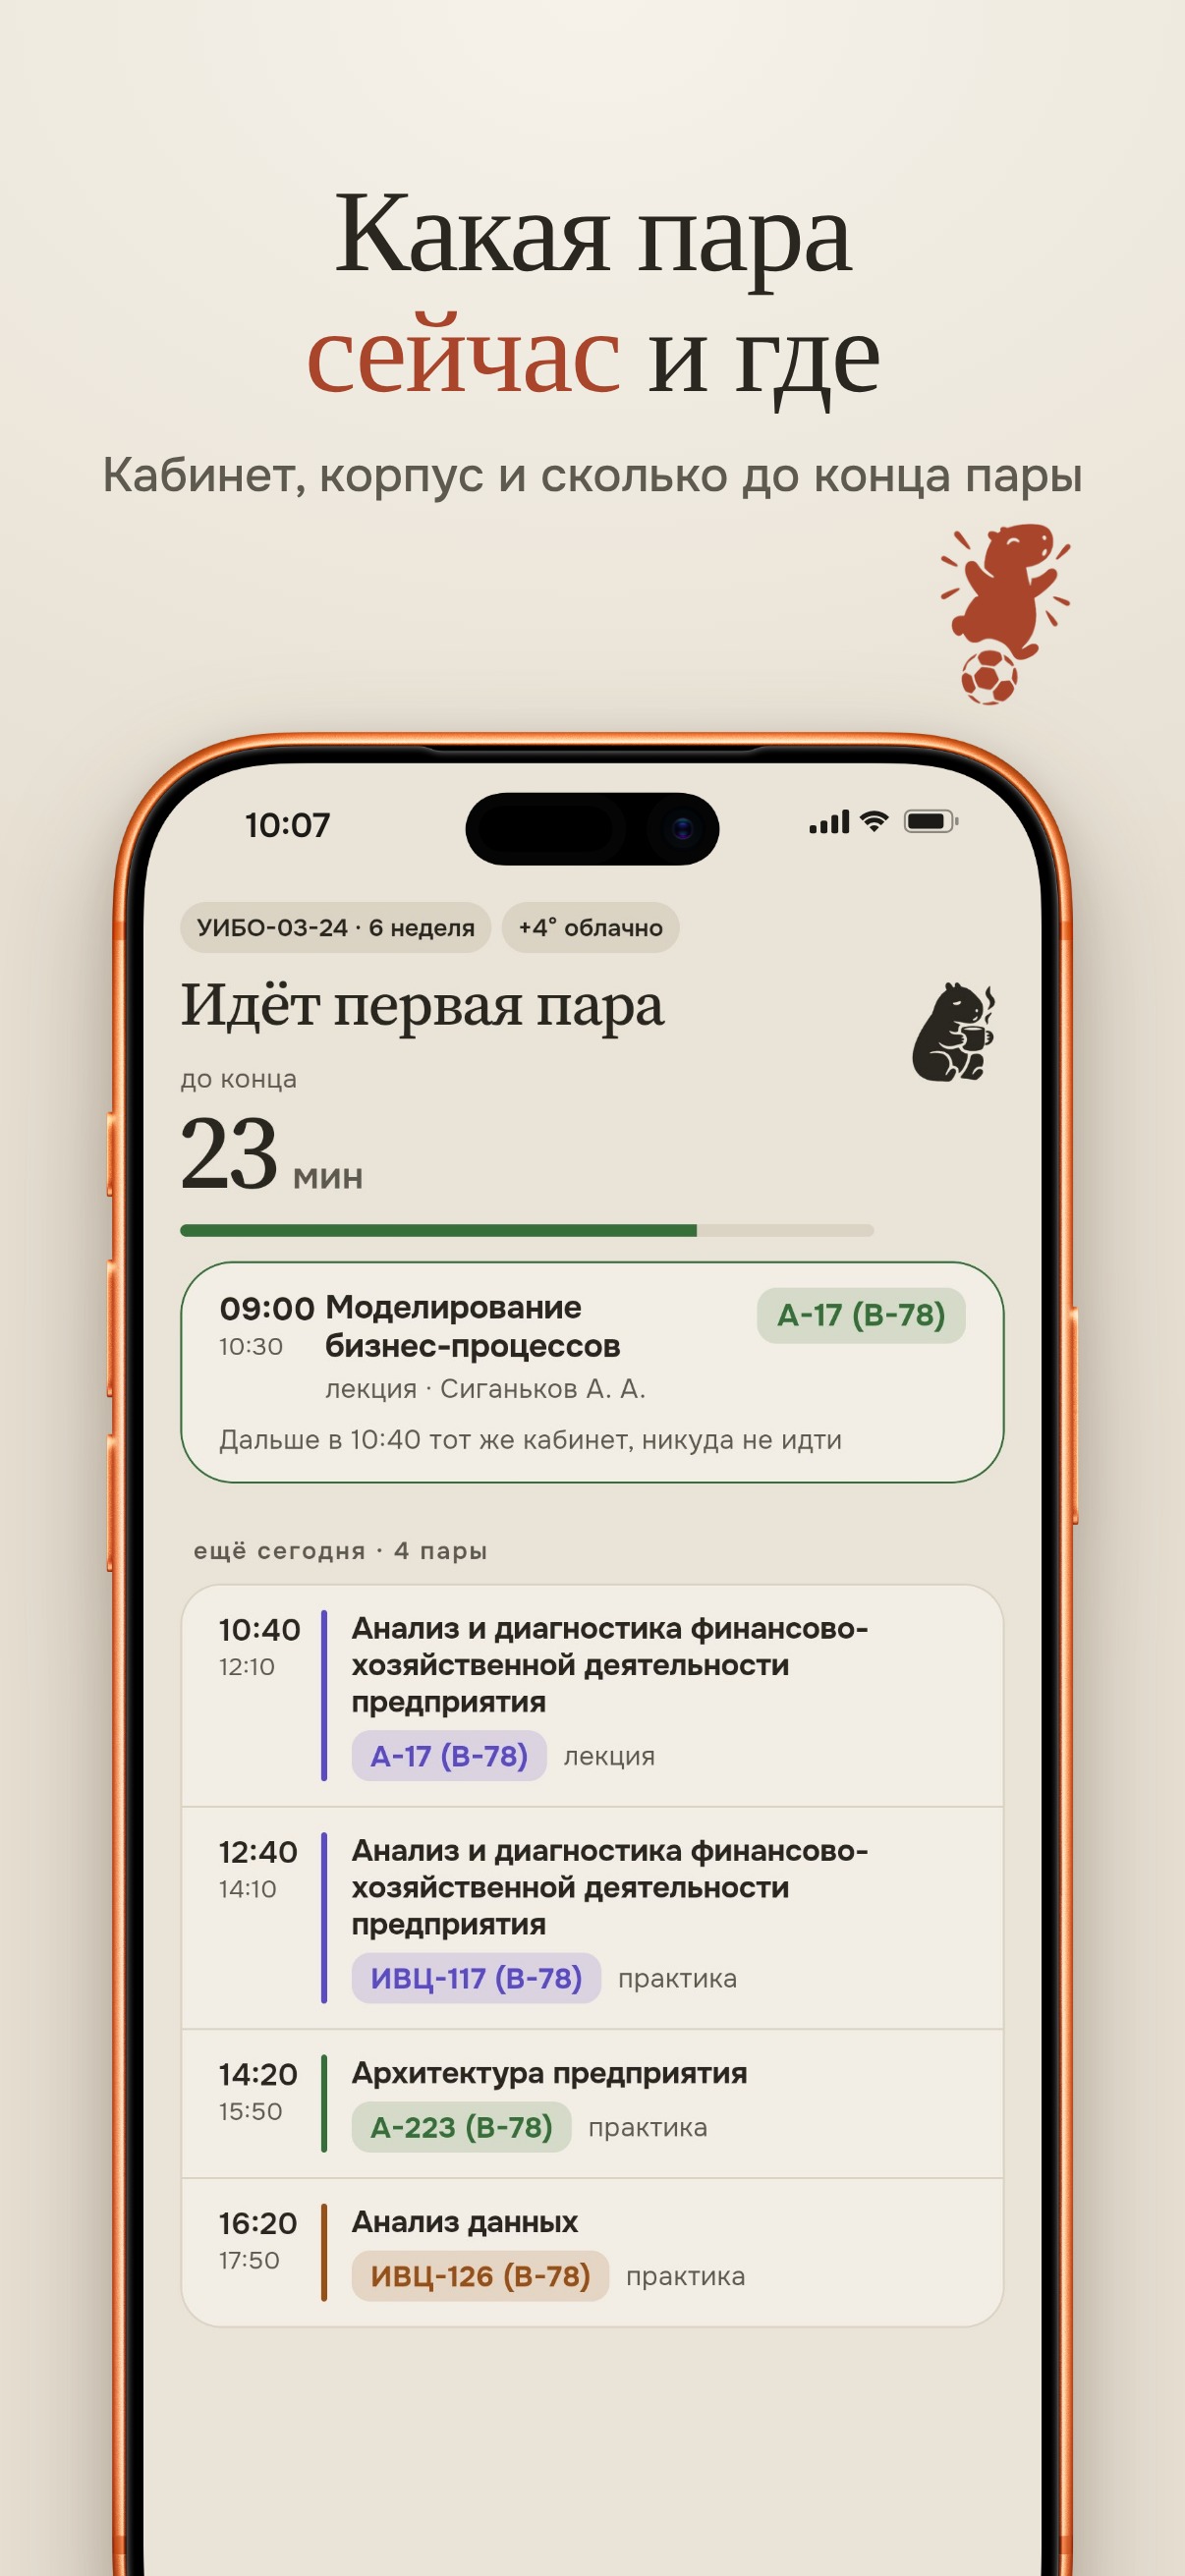 Какая пара
сейчас и где
Кабинет, корпус и сколько до конца пары
10:07
УИБО-03-24 · 6 неделя
+4° облачно
Идёт первая пара
до конца
23 мин
09:00 Моделирование
10:30 бизнес-процессов
А-17 (В-78)
лекция · Сиганьков А. А.
Дальше в 10:40 тот же кабинет, никуда не идти
ещё сегодня · 4 пары
10:40
12:10
Анализ и диагностика финансово-
хозяйственной деятельности
предприятия
А-17 (В-78) лекция
12:40
14:10
Анализ и диагностика финансово-
хозяйственной деятельности
предприятия
ИВЦ-117 (В-78) практика
14:20
15:50
Архитектура предприятия
А-223 (В-78) практика
16:20
17:50
Анализ данных
ИВЦ-126 (В-78) практика